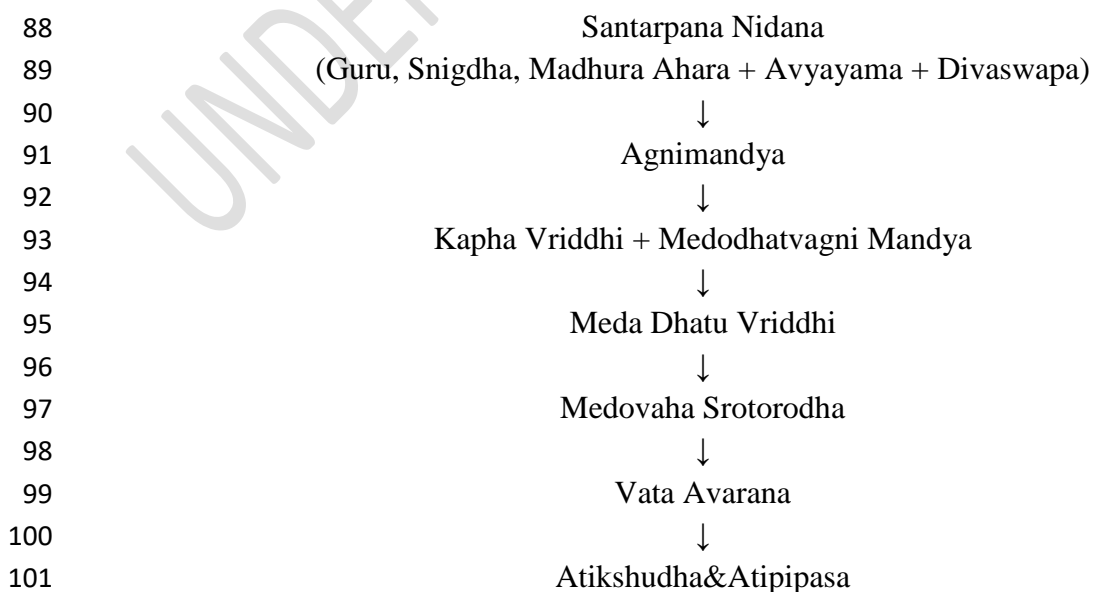 88 Santarpana Nidana
89 (Guru, Snigdha, Madhura Ahara + Avyayama + Divaswapa)
90 ↓
91 Agnimandya
92 ↓
93 Kapha Vriddhi + Medodhatvagni Mandya
94 ↓
95 Meda Dhatu Vriddhi
96 ↓
97 Medovaha Srotorodha
98 ↓
99 Vata Avarana
100 ↓
101 Atikshudha&Atipipasa